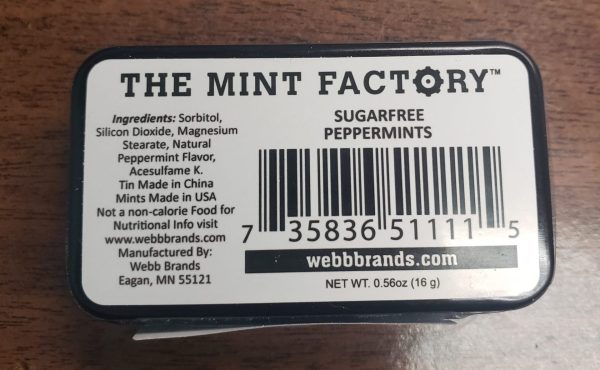 THE MINT FACTORY™
Ingredients: Sorbitol,
Silicon Dioxide, Magnesium
Stearate, Natural
Peppermint Flavor,
Acesulfame K.
Tin Made in China
Mints Made in USA
Not a non-calorie Food for
Nutritional Info visit
www.webbbrands.com
Manufactured By:
Webb Brands
Eagan, MN 55121
SUGARFREE
PEPPERMINTS
7 35836 51111 5
webbbrands.com
NET WT. 0.56oz (16 g)